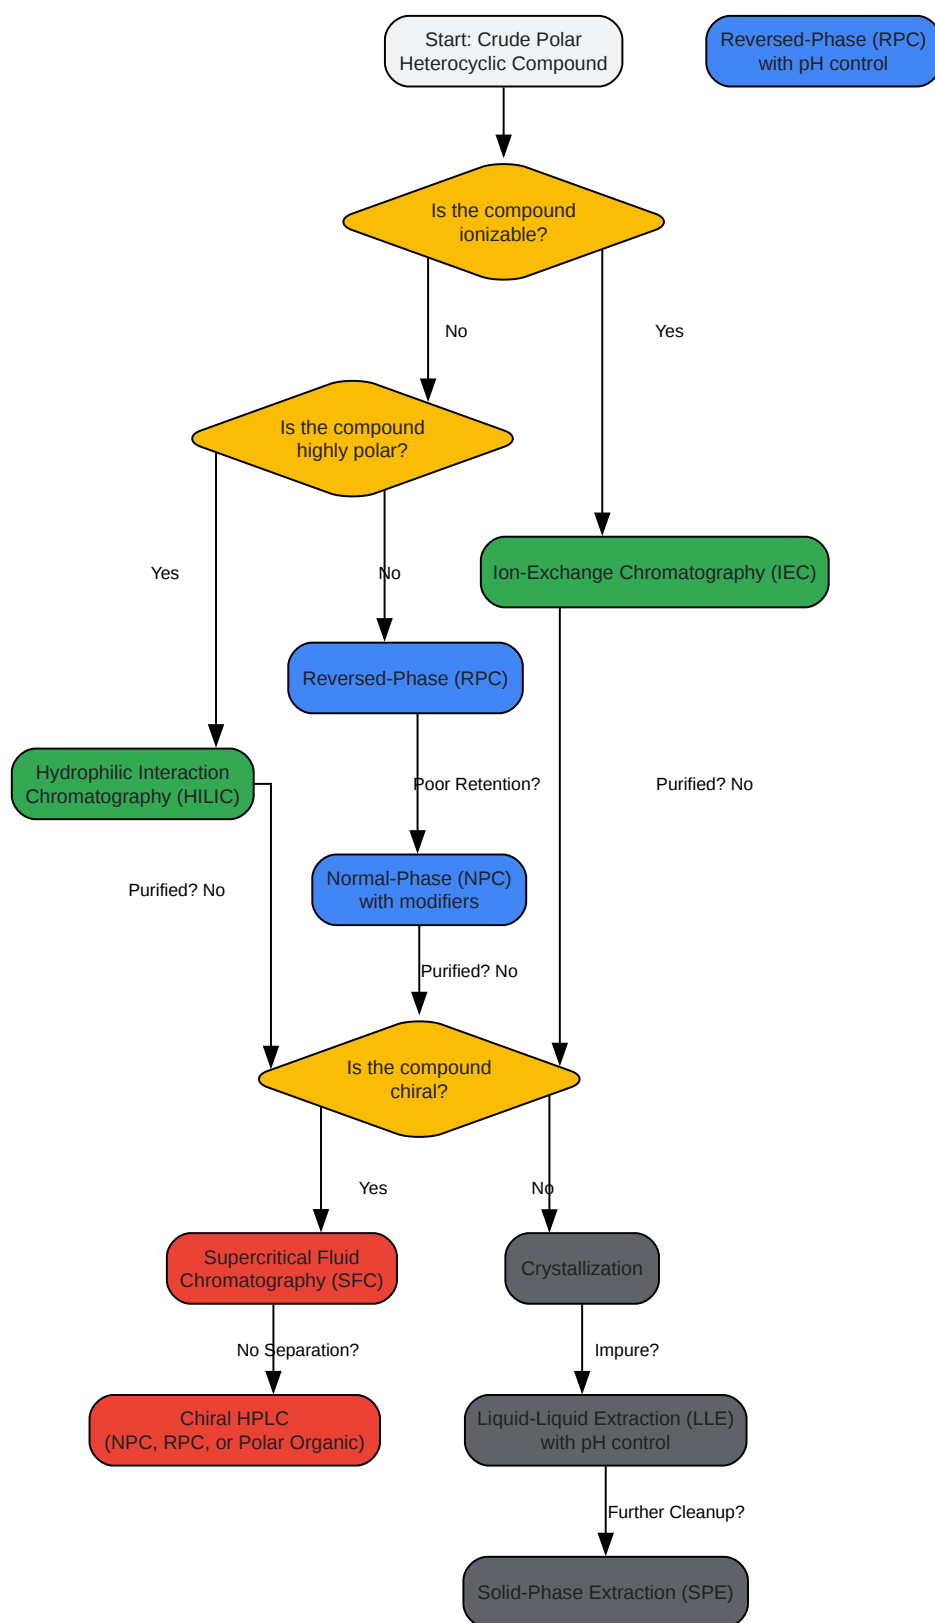 Start: Crude Polar
Heterocyclic Compound
Reversed-Phase (RPC)
with pH control
Is the compound
ionizable?
No
Yes
Is the compound
highly polar?
Yes
No
Ion-Exchange Chromatography (IEC)
Reversed-Phase (RPC)
Hydrophilic Interaction
Chromatography (HILIC)
Poor Retention?
Purified? No
Purified? No
Normal-Phase (NPC)
with modifiers
Purified? No
Is the compound
chiral?
Yes
No
Supercritical Fluid
Chromatography (SFC)
Crystallization
No Separation?
Impure?
Chiral HPLC
(NPC, RPC, or Polar Organic)
Liquid-Liquid Extraction (LLE)
with pH control
Further Cleanup?
Solid-Phase Extraction (SPE)